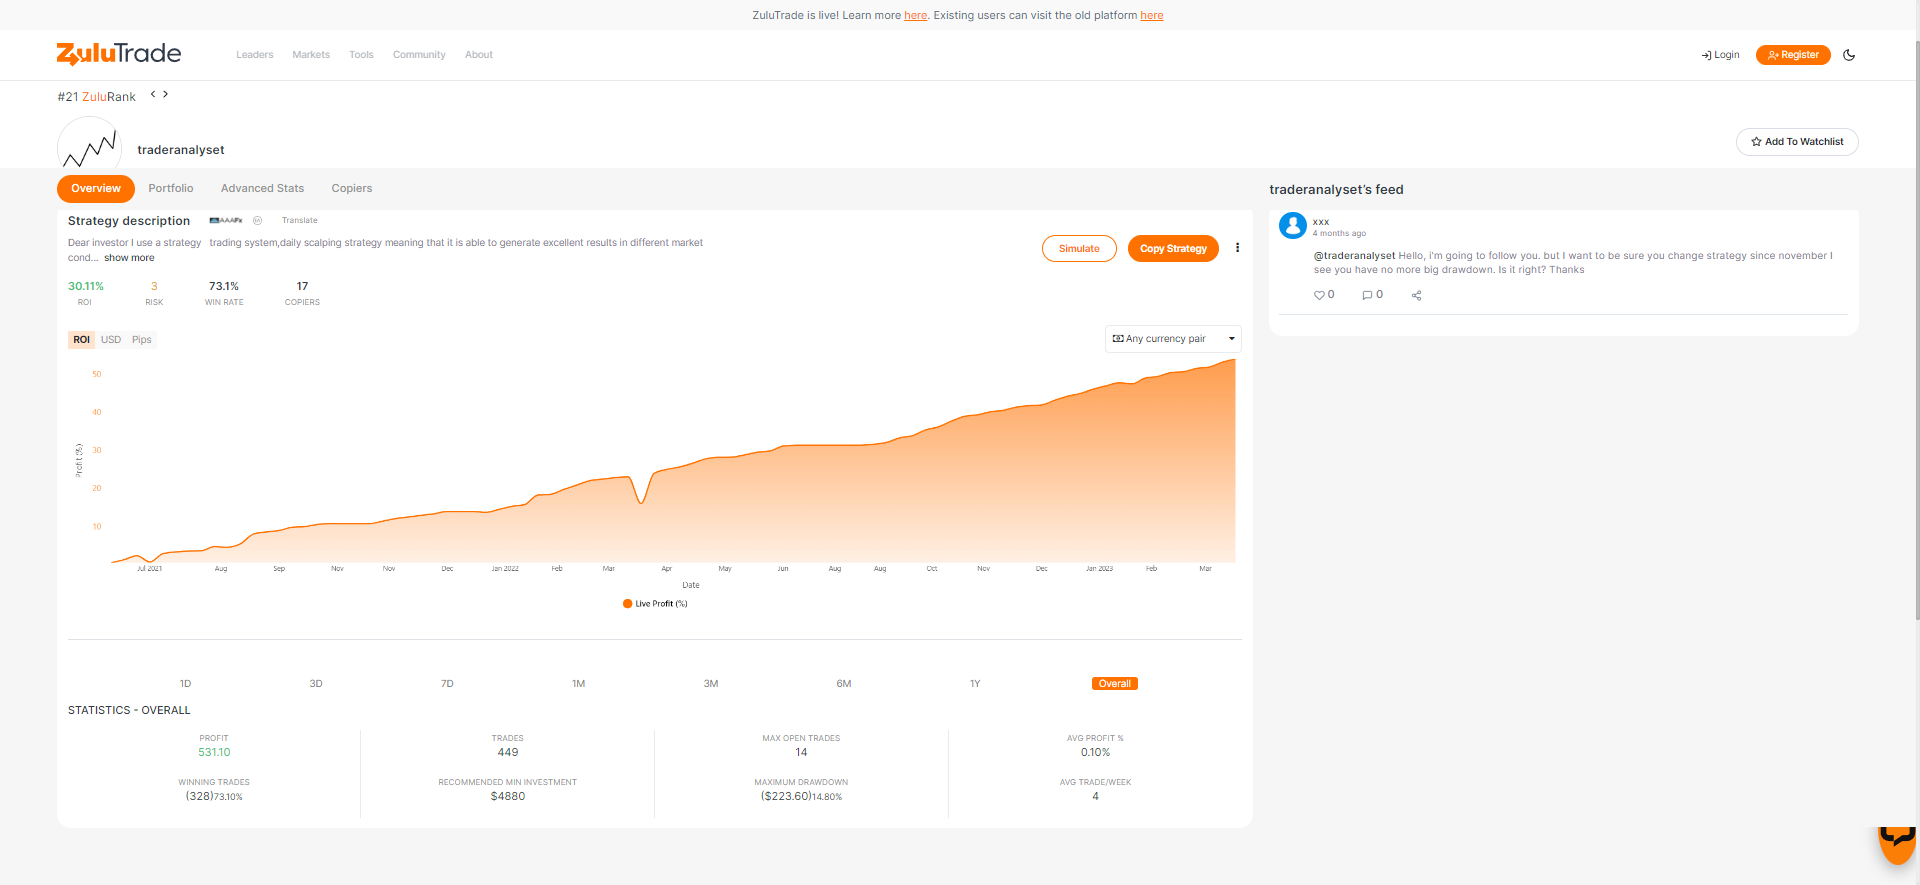 ZuluTrade is live! Learn more here. Existing users can visit the old platform here
ZuluTrade
Leaders
Markets
Tools
Community
About
Login
Register
#21 ZuluRank
traderanalyset
Add To Watchlist
Overview
Portfolio
Advanced Stats
Copiers
traderanalyset's feed
Strategy description
AAAFx
Translate
Dear investor I use a strategy trading system,daily scalping strategy meaning that it is able to generate excellent results in different market
cond... show more
Simulate
Copy Strategy
30.11%
3
73.1%
17
ROI
RISK
WIN RATE
COPIERS
xxx
4 months ago
@traderanalyset Hello, i'm going to follow you. but I want to be sure you change strategy since november I
see you have no more big drawdown. Is it right? Thanks
0
0
ROI
USD
Pips
Any currency pair
50
40
30
20
10
Profit (%)
Jul 2021
Aug
Sep
Nov
Nov
Dec
Jan 2022
Feb
Mar
Apr
May
Jun
Aug
Aug
Oct
Nov
Dec
Jan 2023
Feb
Mar
Date
Live Profit (%)
1D
3D
7D
1M
3M
6M
1Y
Overall
STATISTICS - OVERALL
PROFIT
531.10
TRADES
449
MAX OPEN TRADES
14
AVG PROFIT %
0.10%
WINNING TRADES
(328)73.10%
RECOMMENDED MIN INVESTMENT
$4880
MAXIMUM DRAWDOWN
($223.60)14.80%
AVG TRADE/WEEK
4